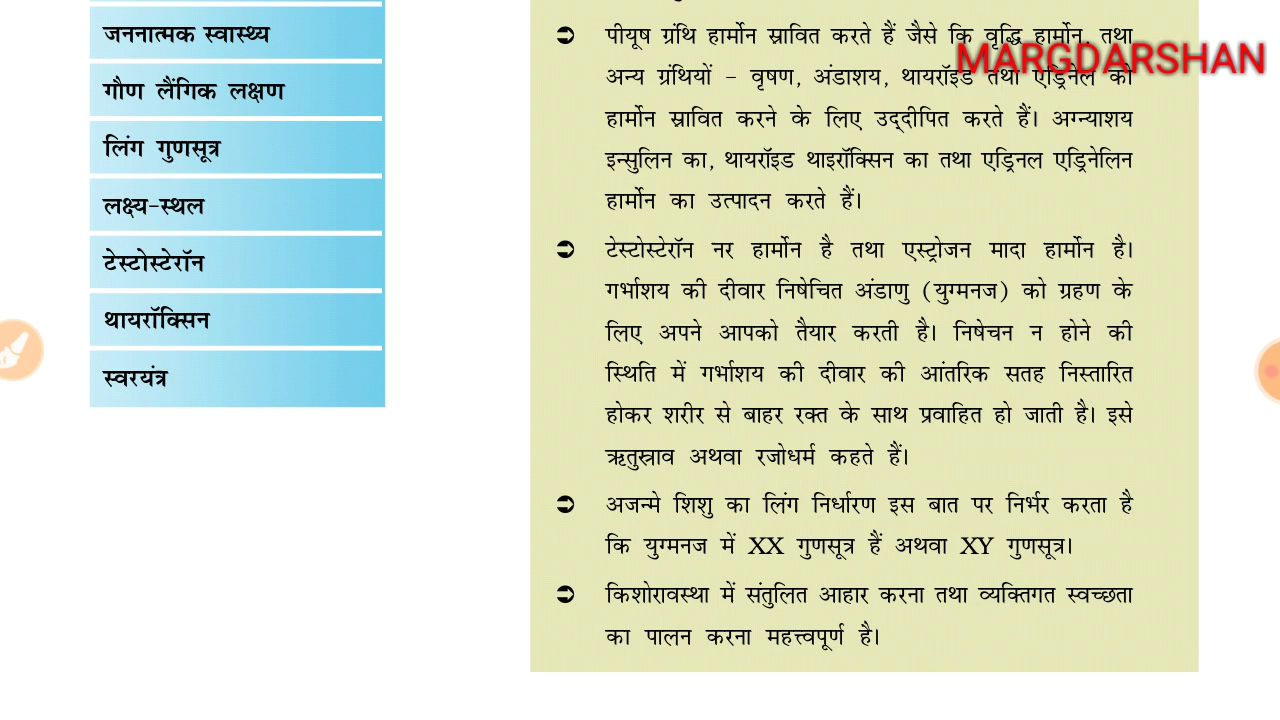 जननात्मक स्वास्थ्य
गौण लैंगिक लक्षण
लिंग गुणसूत्र
लक्ष्य-स्थल
टेस्टोस्टेरॉन
थायरॉक्सिन
स्वरयंत्र
➲ पीयूष ग्रंथि हार्मोन स्रावित करते हैं जैसे कि वृद्धि हार्मोन, तथा
MARGDARSHAN
अन्य ग्रंथियों – वृषण, अंडाशय, थायरॉइड तथा एड्रिनल को
हार्मोन स्रावित करने के लिए उद्दीपित करते हैं। अग्न्याशय
इन्सुलिन का, थायरॉइड थाइरॉक्सिन का तथा एड्रिनल एड्रिनेलिन
हार्मोन का उत्पादन करते हैं।
➲ टेस्टोस्टेरॉन नर हार्मोन है तथा एस्ट्रोजन मादा हार्मोन है।
गर्भाशय की दीवार निषेचित अंडाणु (युग्मनज) को ग्रहण के
लिए अपने आपको तैयार करती है। निषेचन न होने की
स्थिति में गर्भाशय की दीवार की आंतरिक सतह निस्तारित
होकर शरीर से बाहर रक्त के साथ प्रवाहित हो जाती है। इसे
ऋतुस्राव अथवा रजोधर्म कहते हैं।
➲ अजन्मे शिशु का लिंग निर्धारण इस बात पर निर्भर करता है
कि युग्मनज में XX गुणसूत्र हैं अथवा XY गुणसूत्र।
➲ किशोरावस्था में संतुलित आहार करना तथा व्यक्तिगत स्वच्छता
का पालन करना महत्त्वपूर्ण है।